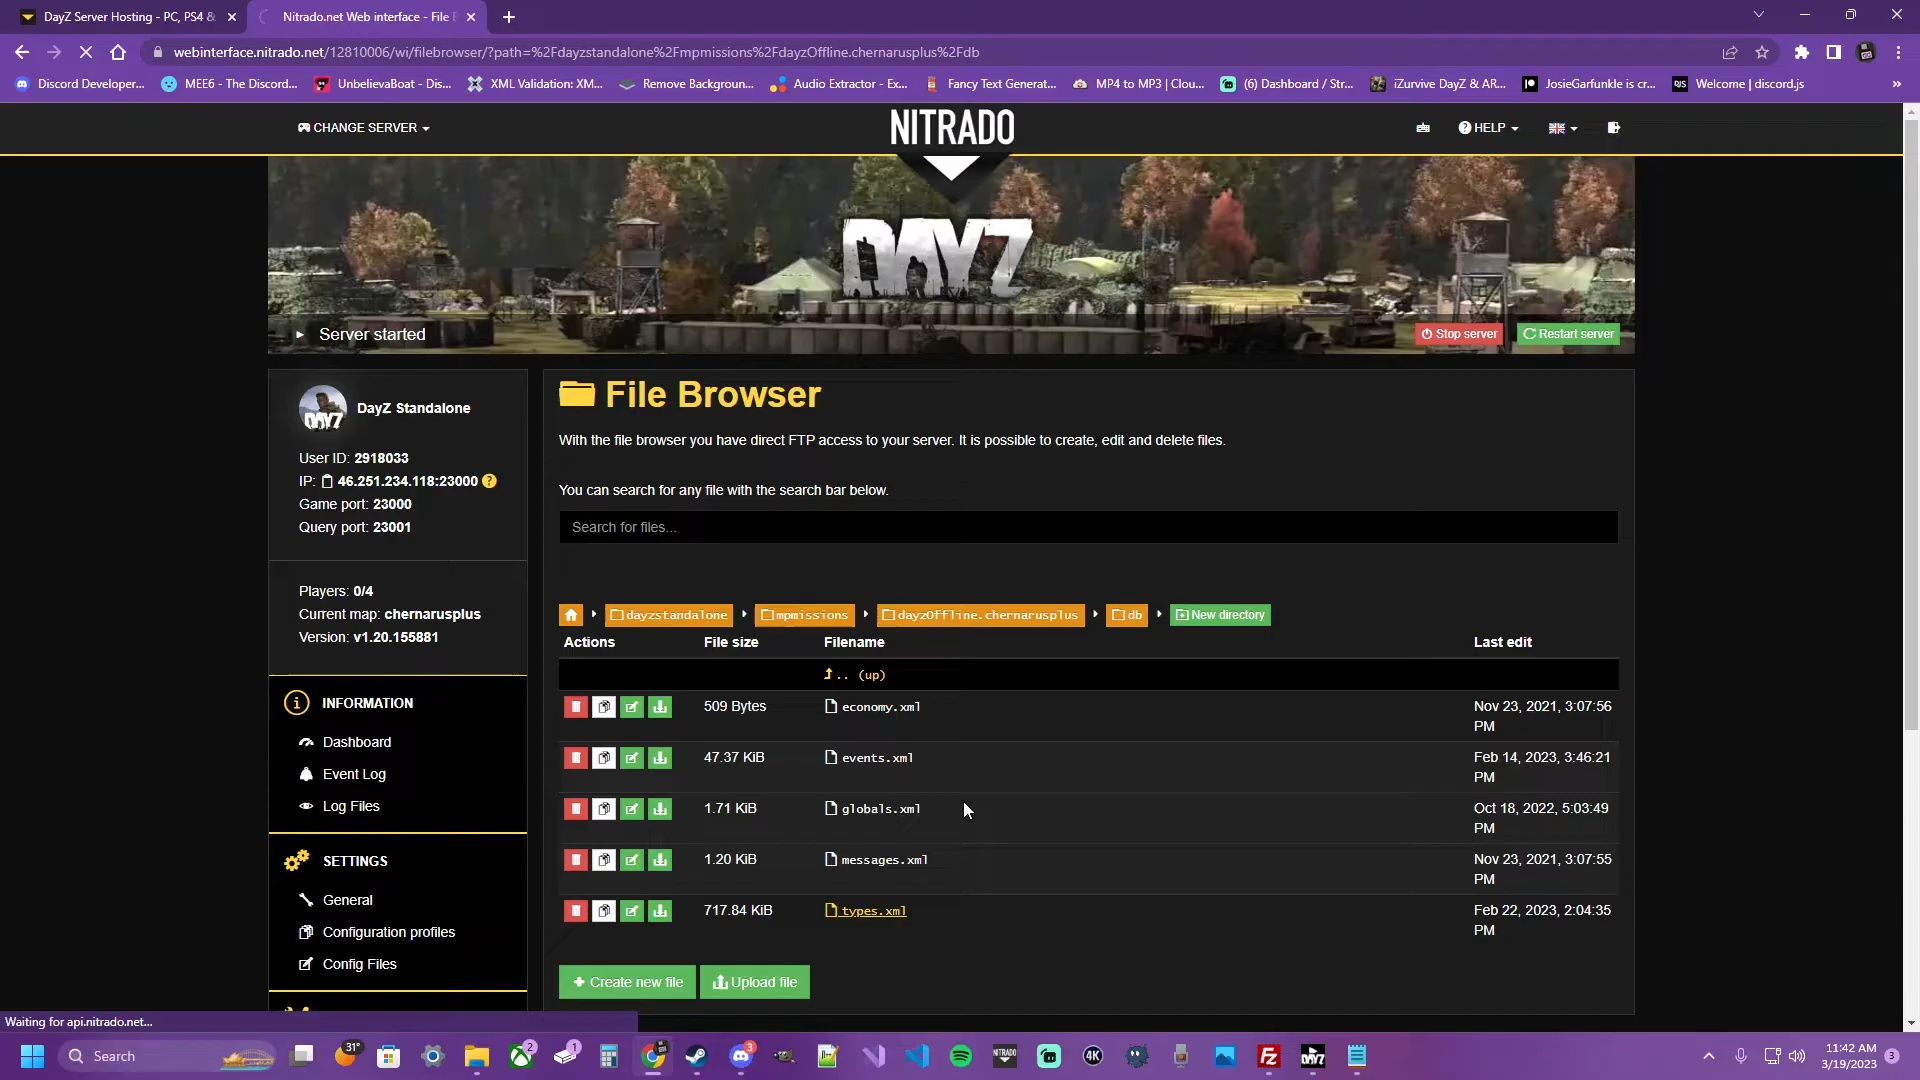 DayZ Server Hosting - PC, PS4 &
Nitrado.net Web interface - File B
webinterface.nitrado.net/12810006/wi/filebrowser/?path=%2Fdayzstandalone%2Fmpmissions%2FdayzOffline.chernarusplus%2Fdb
Discord Developer...
MEE6 - The Discord...
UnbelievaBoat - Dis...
XML Validation: XM...
Remove Backgroun...
Audio Extractor - Ex...
Fancy Text Generat...
MP4 to MP3 | Clou...
(6) Dashboard / Str...
iZurvive DayZ & AR...
JosieGarfunkle is cr...
DJS Welcome | discord.js
CHANGE SERVER
NITRADO
HELP
DAYZ
Server started
Stop server
Restart server
DAYZ
DayZ Standalone
User ID: 2918033
IP: 46.251.234.118:23000 ?
Game port: 23000
Query port: 23001
Players: 0/4
Current map: chernarusplus
Version: v1.20.155881
INFORMATION
Dashboard
Event Log
Log Files
SETTINGS
General
Configuration profiles
Config Files
File Browser
With the file browser you have direct FTP access to your server. It is possible to create, edit and delete files.
You can search for any file with the search bar below.
Search for files...
dayzstandalone
mpmissions
dayzOffline.chernarusplus
db
New directory
Actions File size Filename Last edit
.. (up)
509 Bytes economy.xml Nov 23, 2021, 3:07:56
PM
47.37 KiB events.xml Feb 14, 2023, 3:46:21
PM
1.71 KiB globals.xml Oct 18, 2022, 5:03:49
PM
1.20 KiB messages.xml Nov 23, 2021, 3:07:55
PM
717.84 KiB types.xml Feb 22, 2023, 2:04:35
PM
Create new file
Upload file
Waiting for api.nitrado.net...
Search
31°
2
1
3
NITRADO
4K
FZ
DAYZ
11:42 AM
3/19/2023
3